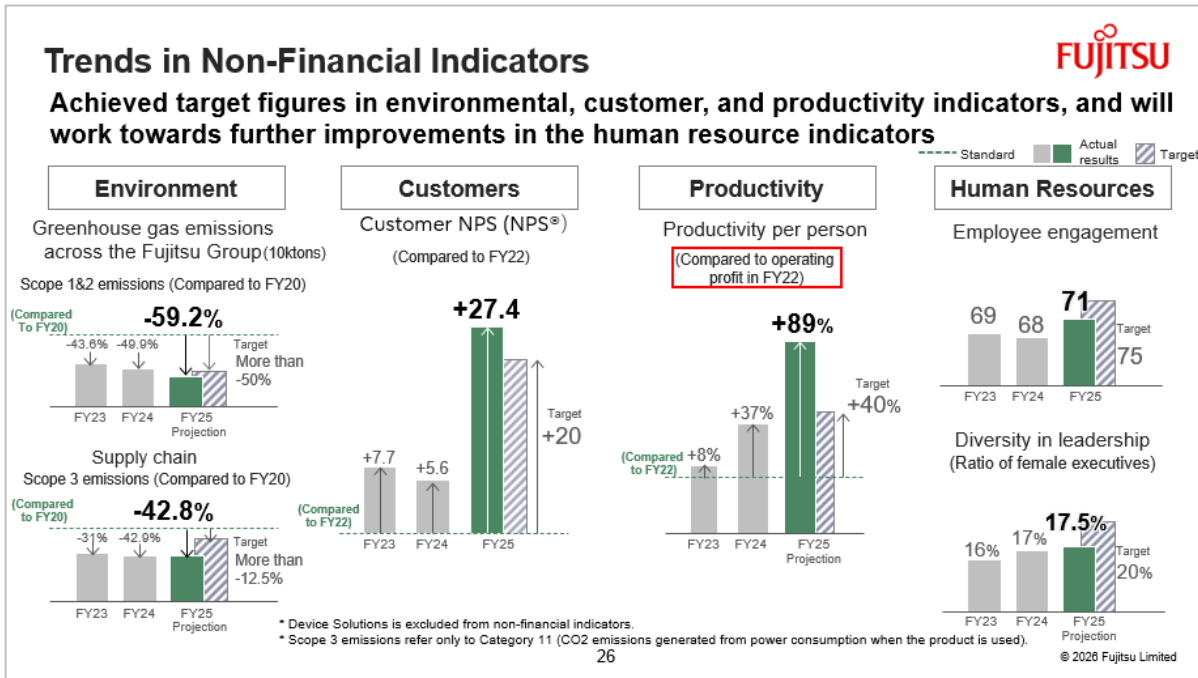 Trends in Non-Financial Indicators
FUJITSU
Achieved target figures in environmental, customer, and productivity indicators, and will
work towards further improvements in the human resource indicators
Standard
Actual
results
Target
Environment
Greenhouse gas emissions
across the Fujitsu Group (10ktons)
Scope 1&2 emissions (Compared to FY20)
(Compared
To FY20)
-59.2%
-43.6%
-49.9%
Target
More than
-50%
FY23
FY24
FY25
Projection
Supply chain
Scope 3 emissions (Compared to FY20)
(Compared
to FY20)
-42.8%
-31%
-42.9%
Target
More than
-12.5%
FY23
FY24
FY25
Projection
Customers
Customer NPS (NPS®)
(Compared to FY22)
+27.4
Target
+20
+7.7
+5.6
(Compared
to FY22)
FY23
FY24
FY25
Productivity
Productivity per person
(Compared to operating
profit in FY22)
+89%
Target
+40%
+37%
(Compared
to FY22)
+8%
FY23
FY24
FY25
Projection
Human Resources
Employee engagement
69
68
71
Target
75
FY23
FY24
FY25
Diversity in leadership
(Ratio of female executives)
16%
17%
17.5%
Target
20%
FY23
FY24
FY25
Projection
* Device Solutions is excluded from non-financial indicators.
* Scope 3 emissions refer only to Category 11 (CO2 emissions generated from power consumption when the product is used).
26
© 2026 Fujitsu Limited